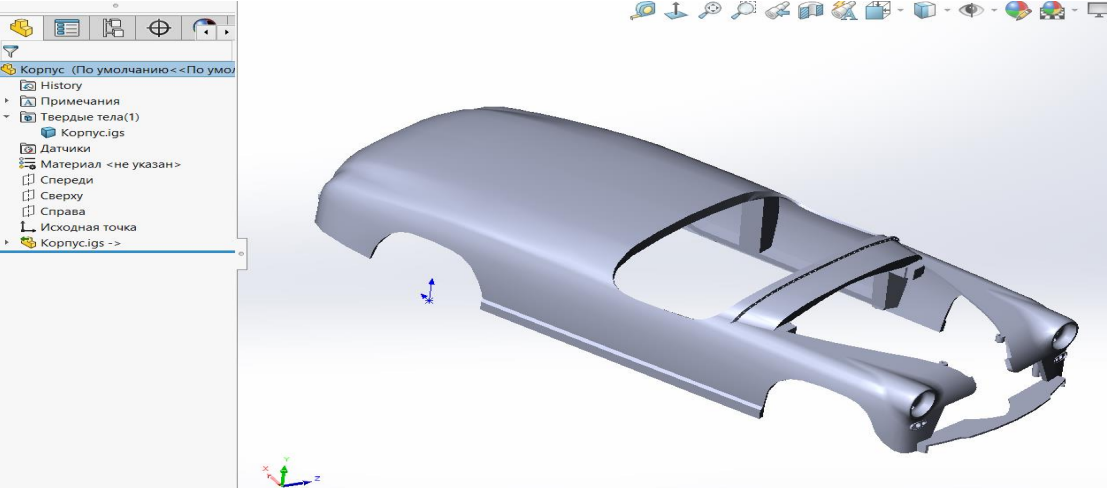 Корпус (По умолчанию<<По умол
History
Примечания
Твердые тела(1)
Корпус.igs
Датчики
Материал <не указан>
Спереди
Сверху
Справа
Исходная точка
Корпус.igs ->
Y
X
Z